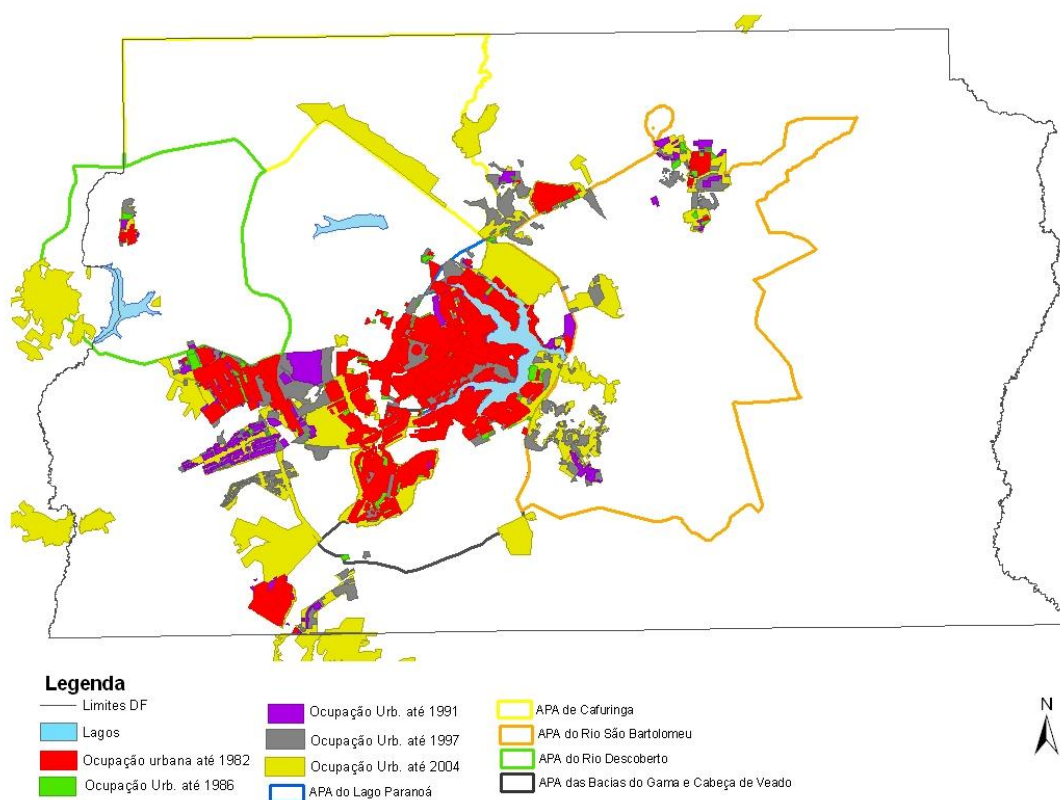 Legenda
Limites DF
Lagos
Ocupação urbana até 1982
Ocupação Urb. até 1986
Ocupação Urb. até 1991
Ocupação Urb. até 1997
Ocupação Urb. até 2004
APA do Lago Paranoá
APA de Cafuringa
APA do Rio São Bartolomeu
APA do Rio Descoberto
APA das Bacias do Gama e Cabeça de Veado
N